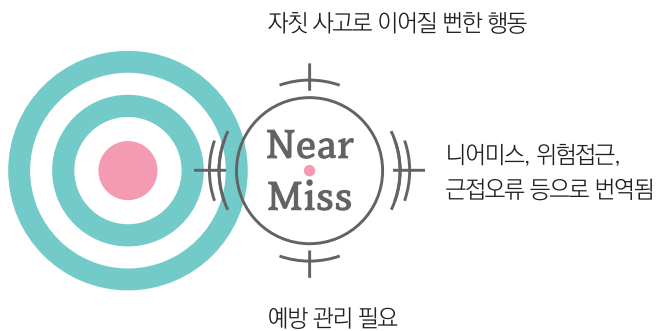 자칫 사고로 이어질 뻔한 행동
Near
Miss
니어미스, 위험접근,
근접오류 등으로 번역됨
예방 관리 필요